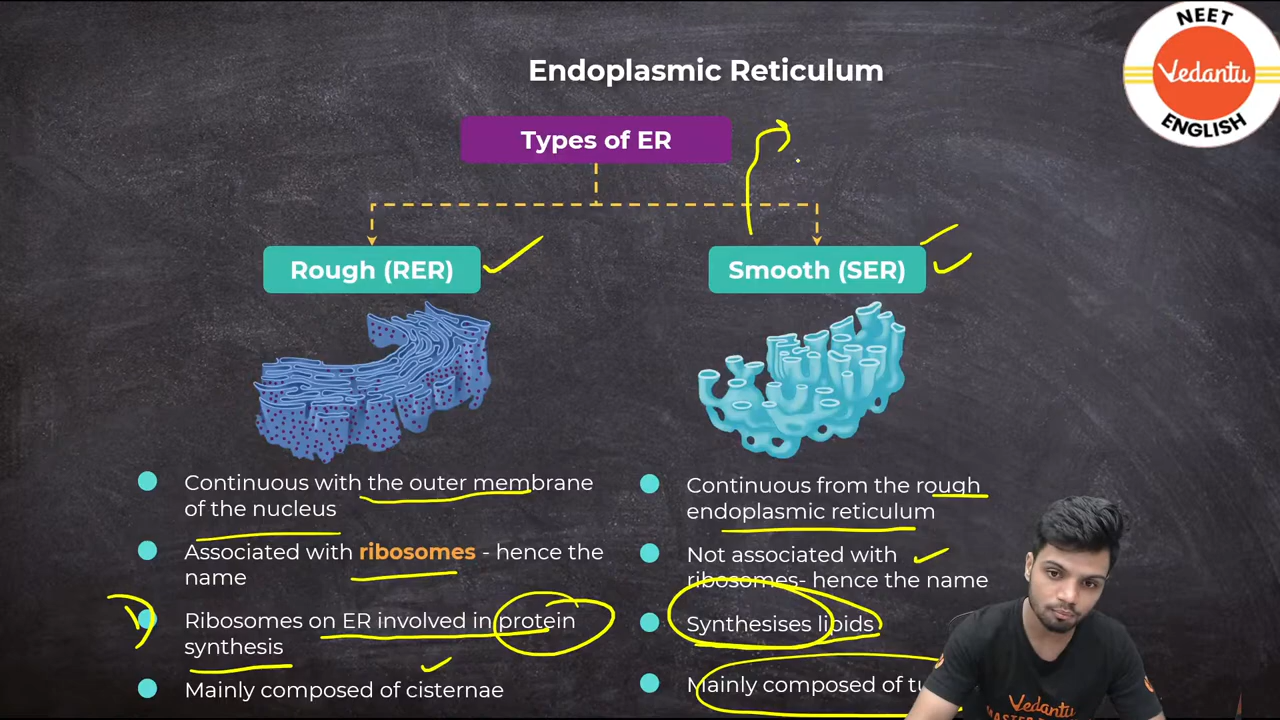 NEET
Vedantu
ENGLISH
Endoplasmic Reticulum
Types of ER
Rough (RER)
Smooth (SER)
Continuous with the outer membrane
of the nucleus
Associated with ribosomes - hence the
name
Ribosomes on ER involved in protein
synthesis
Mainly composed of cisternae
Continuous from the rough
endoplasmic reticulum
Not associated with
ribosomes- hence the name
Synthesises lipids
Mainly composed of
Vedantu